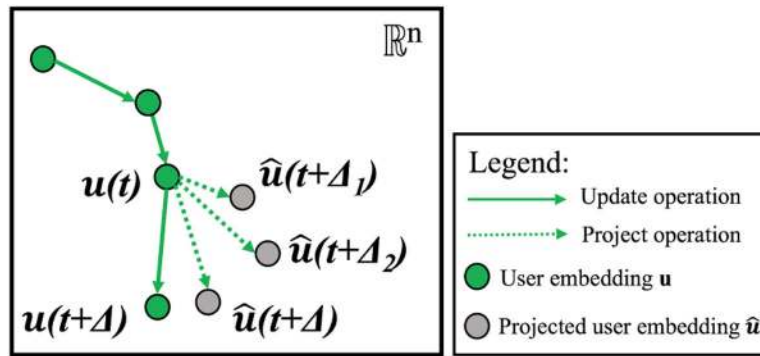 ℝⁿ
u(t)
û(t+Δ₁)
û(t+Δ₂)
u(t+Δ)
û(t+Δ)
Legend:
Update operation
Project operation
User embedding u
Projected user embedding û